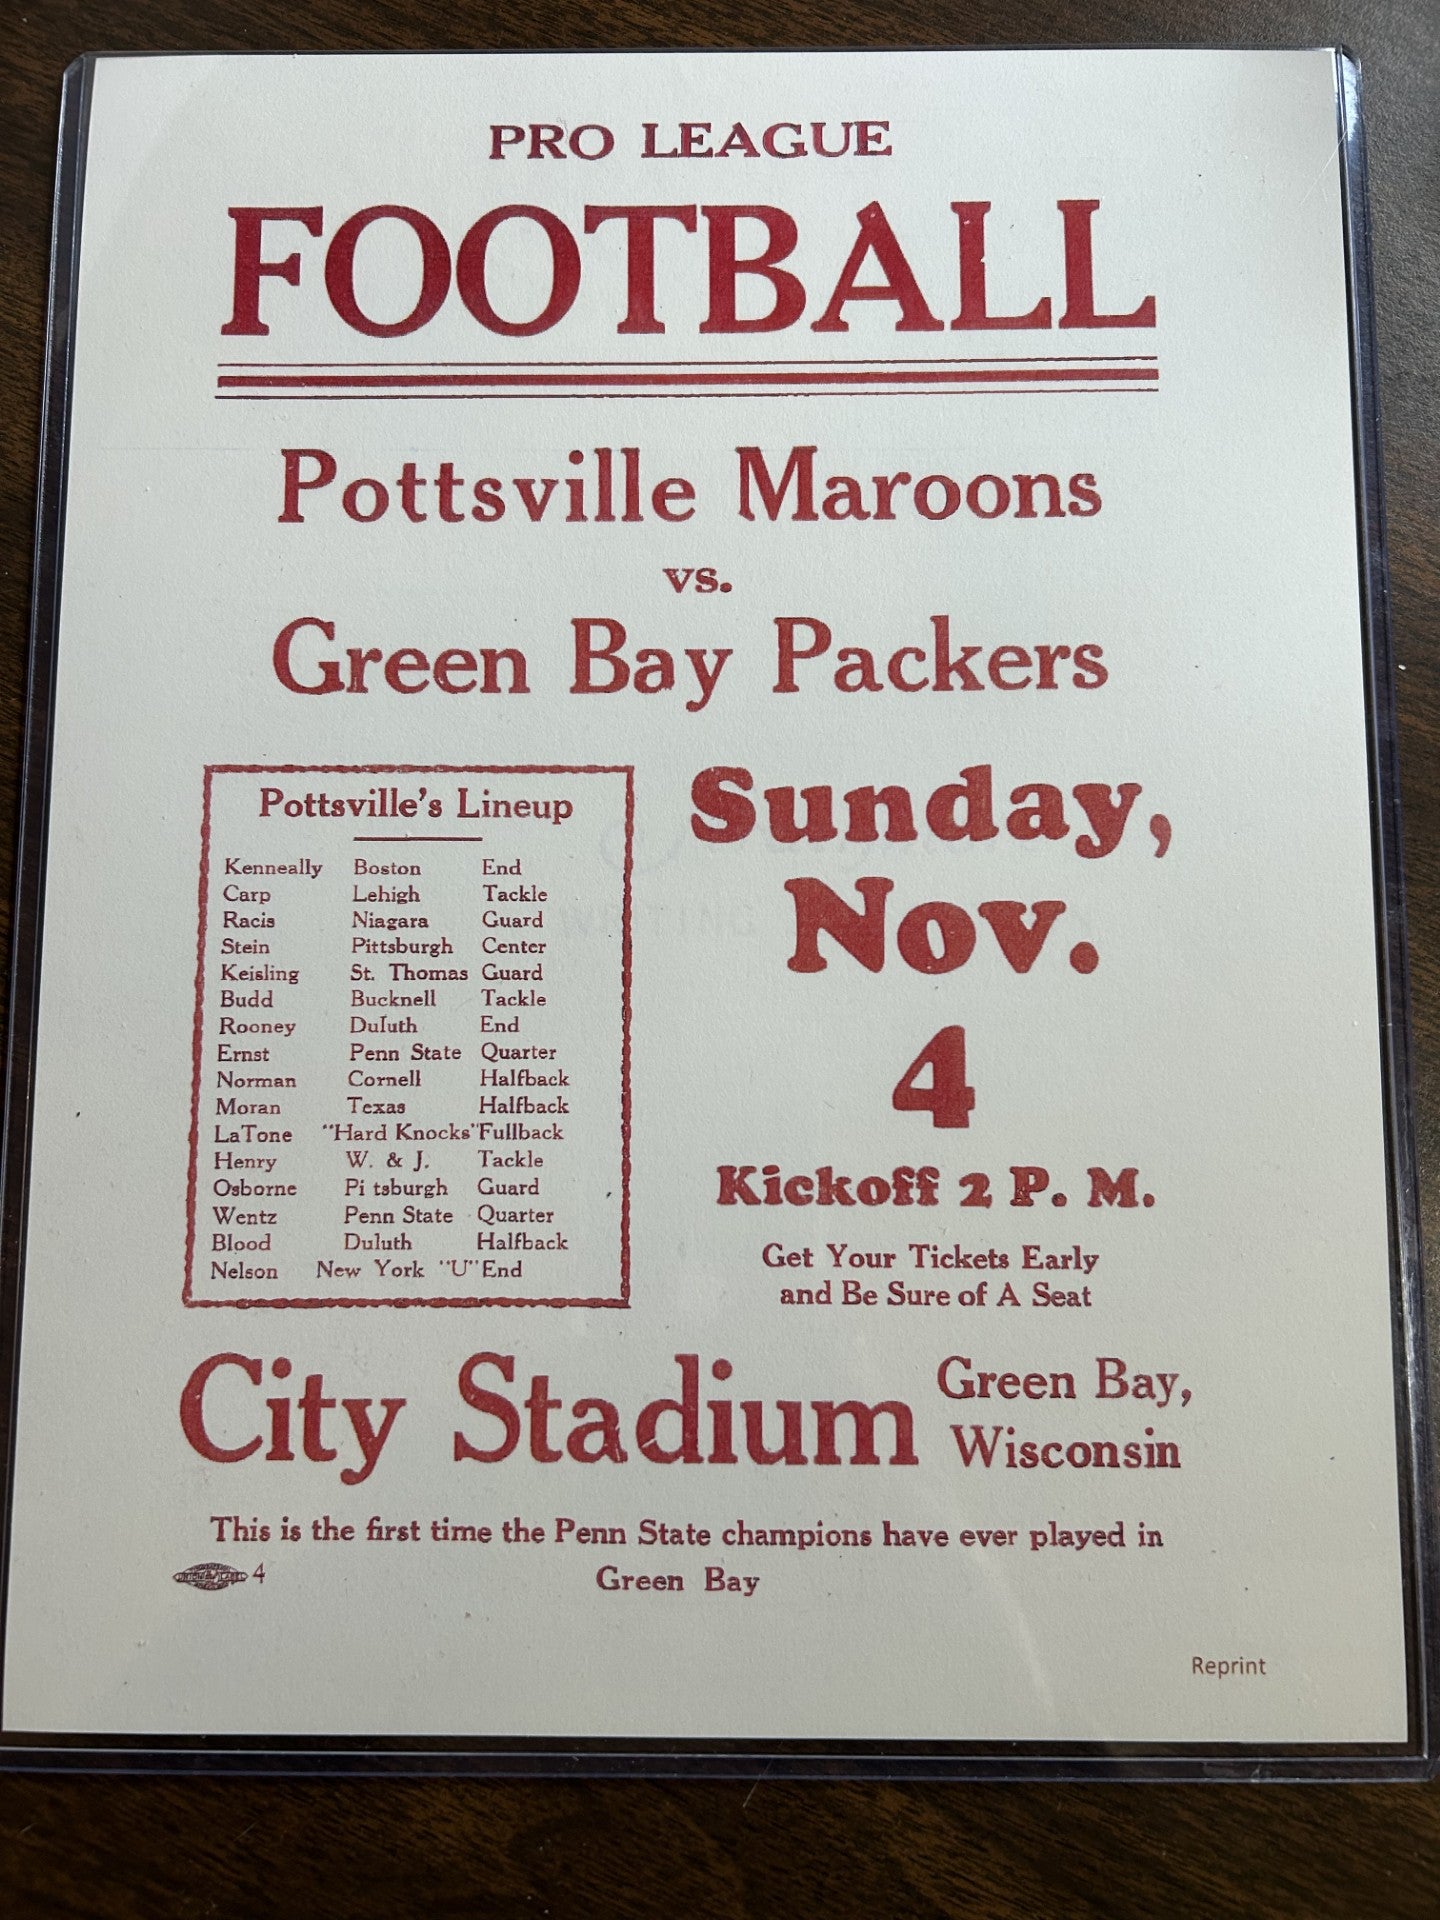 PRO LEAGUE
FOOTBALL
Pottsville Maroons
vs.
Green Bay Packers
Pottsville's Lineup
Kenneally Boston End
Carp Lehigh Tackle
Racis Niagara Guard
Stein Pittsburgh Center
Keisling St. Thomas Guard
Budd Bucknell Tackle
Rooney Duluth End
Ernst Penn State Quarter
Norman Cornell Halfback
Moran Texas Halfback
LaTone "Hard Knocks" Fullback
Henry W. & J. Tackle
Osborne Pi tsburgh Guard
Wentz Penn State Quarter
Blood Duluth Halfback
Nelson New York "U" End
Sunday,
Nov.
4
Kickoff 2 P. M.
Get Your Tickets Early
and Be Sure of A Seat
City Stadium
Green Bay,
Wisconsin
This is the first time the Penn State champions have ever played in
Green Bay
4
Reprint